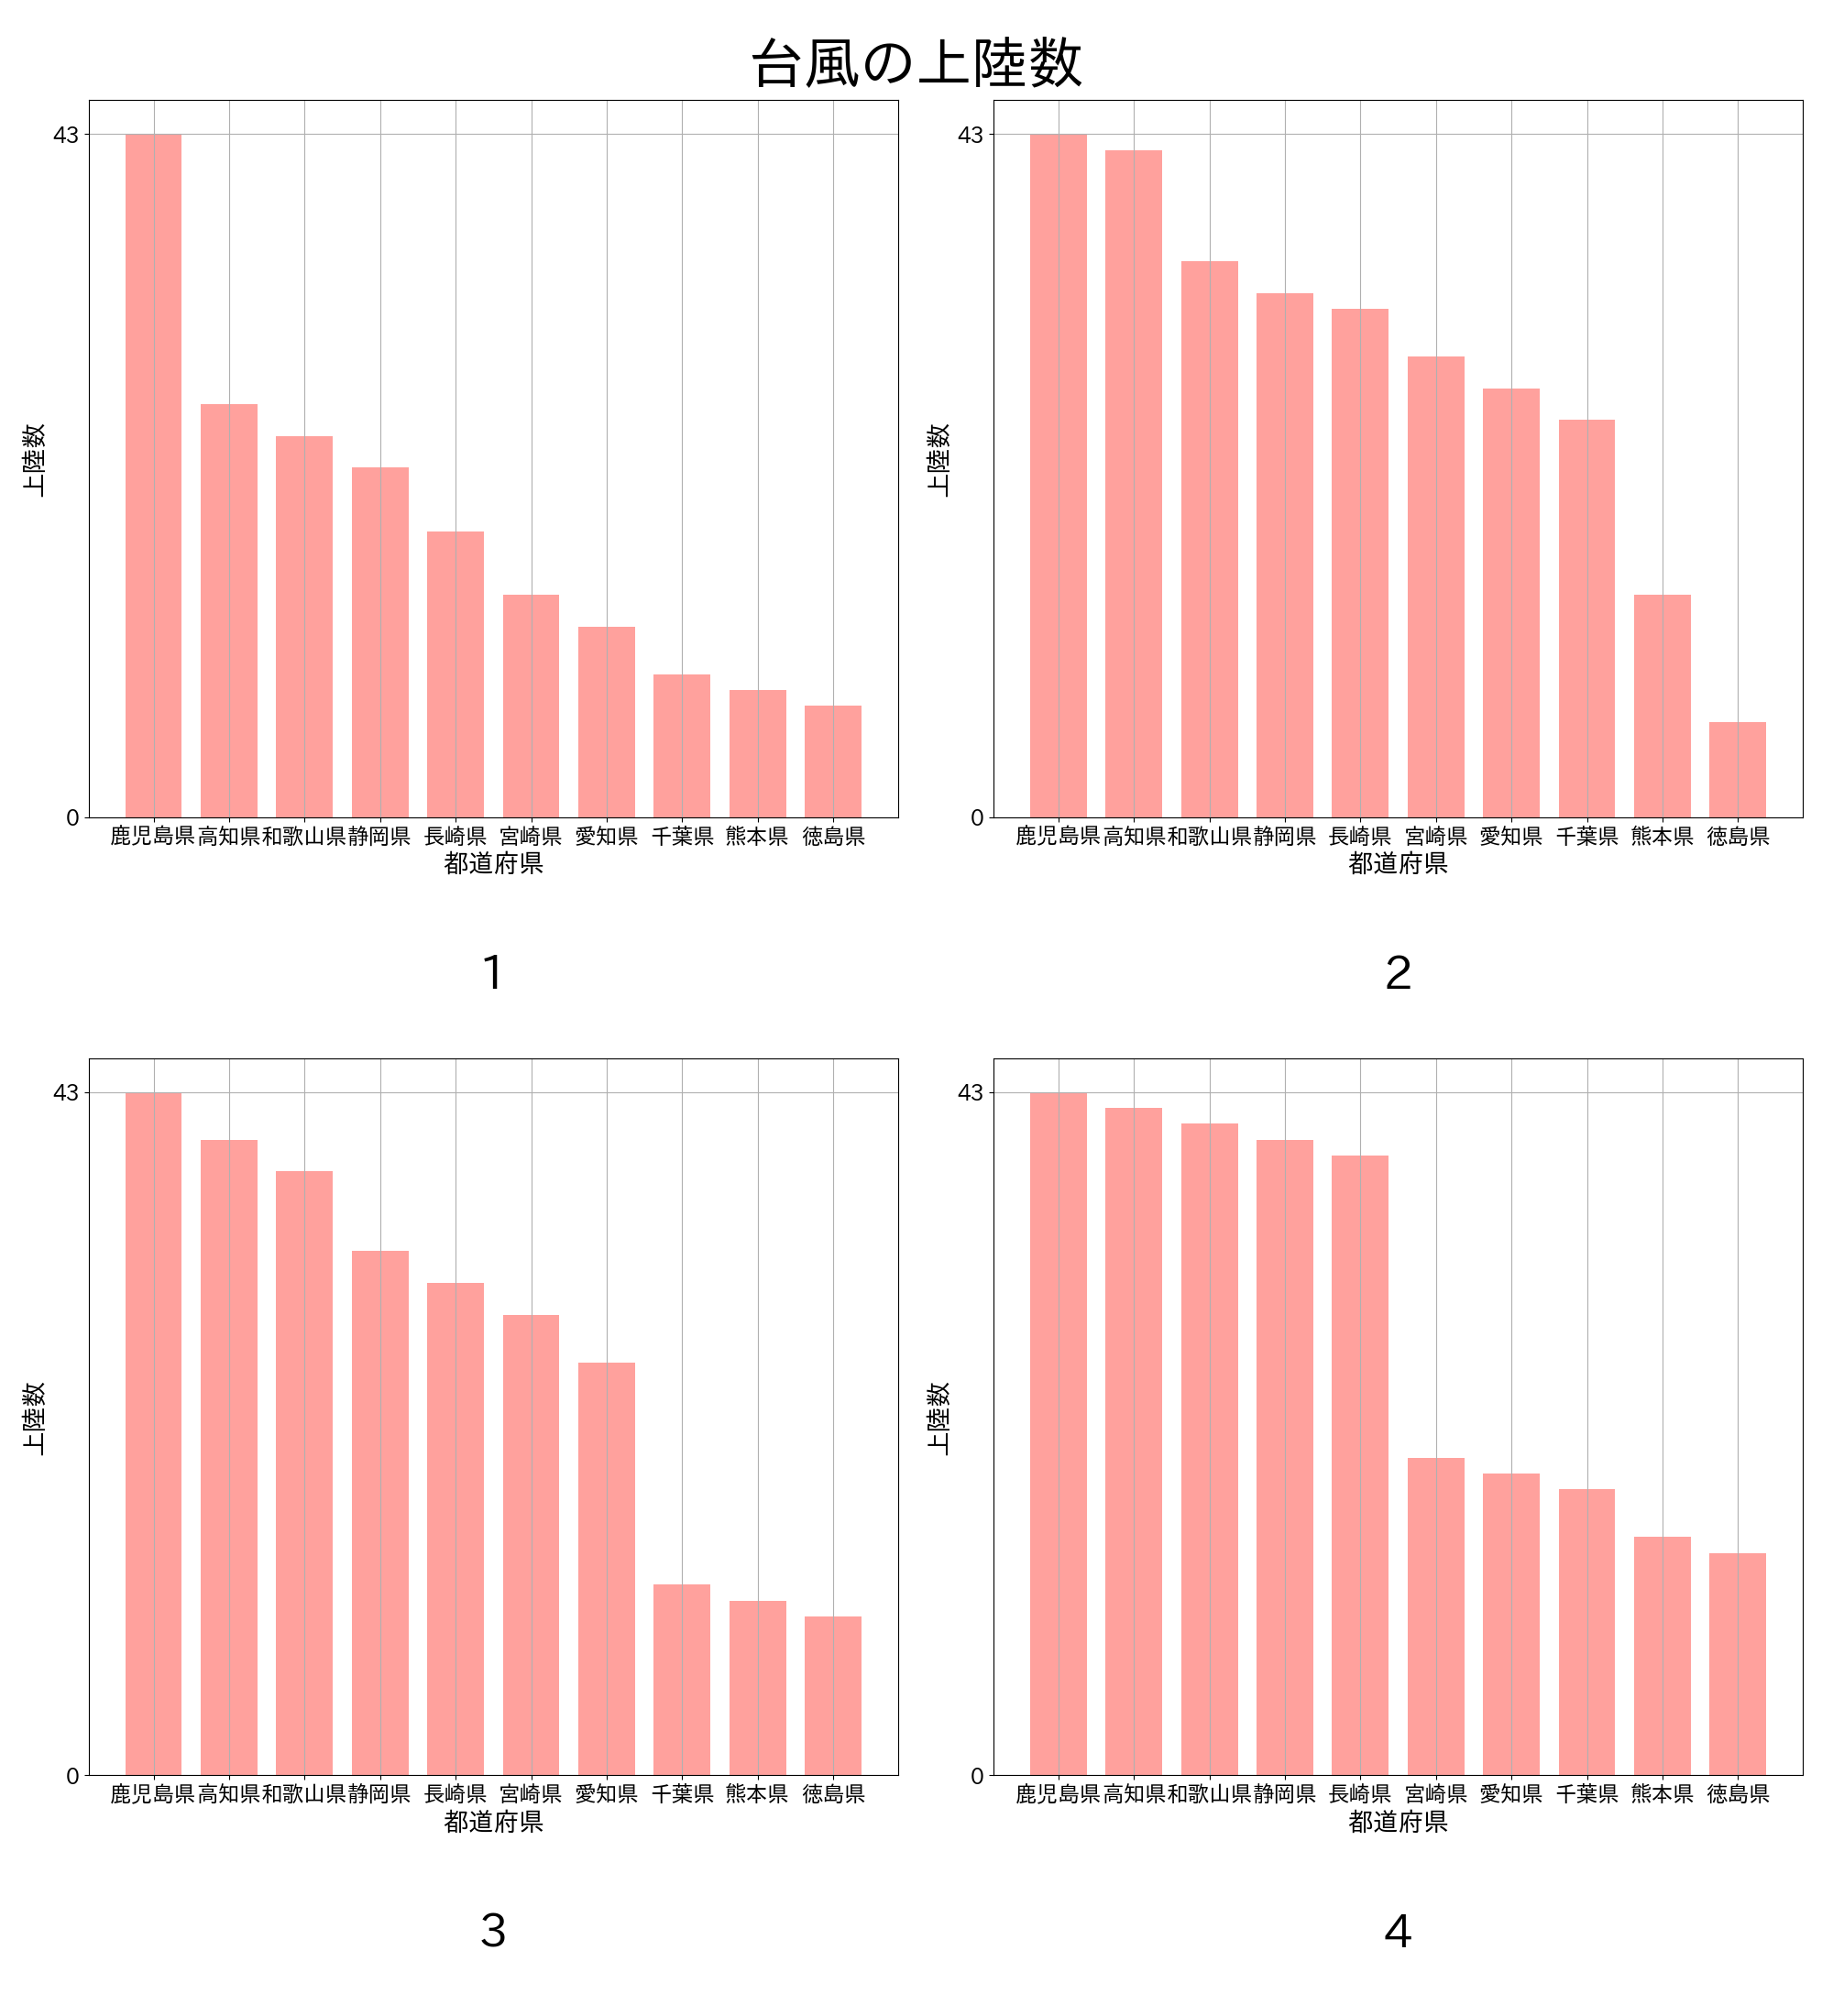 台風の上陸数
43
0
上陸数
鹿児島県 高知県 和歌山県 静岡県 長崎県 宮崎県 愛知県 千葉県 熊本県 徳島県
都道府県
1
43
0
上陸数
鹿児島県 高知県 和歌山県 静岡県 長崎県 宮崎県 愛知県 千葉県 熊本県 徳島県
都道府県
2
43
0
上陸数
鹿児島県 高知県 和歌山県 静岡県 長崎県 宮崎県 愛知県 千葉県 熊本県 徳島県
都道府県
3
43
0
上陸数
鹿児島県 高知県 和歌山県 静岡県 長崎県 宮崎県 愛知県 千葉県 熊本県 徳島県
都道府県
4